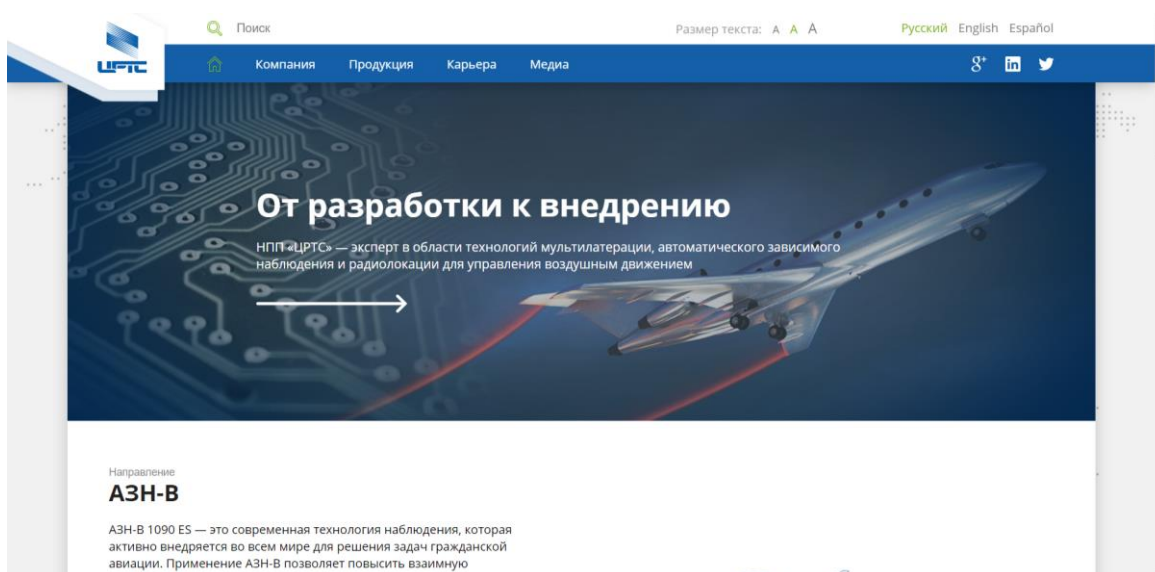 Поиск
Размер текста: A A A
Русский English Español
ЦРТС
Компания Продукция Карьера Медиа
g+ in
От разработки к внедрению
НПП «ЦРТС» — эксперт в области технологий мультилатерации, автоматического зависимого
наблюдения и радиолокации для управления воздушным движением
Направление
АЗН-В
АЗН-В 1090 ES — это современная технология наблюдения, которая
активно внедряется во всем мире для решения задач гражданской
авиации. Применение АЗН-В позволяет повысить взаимную